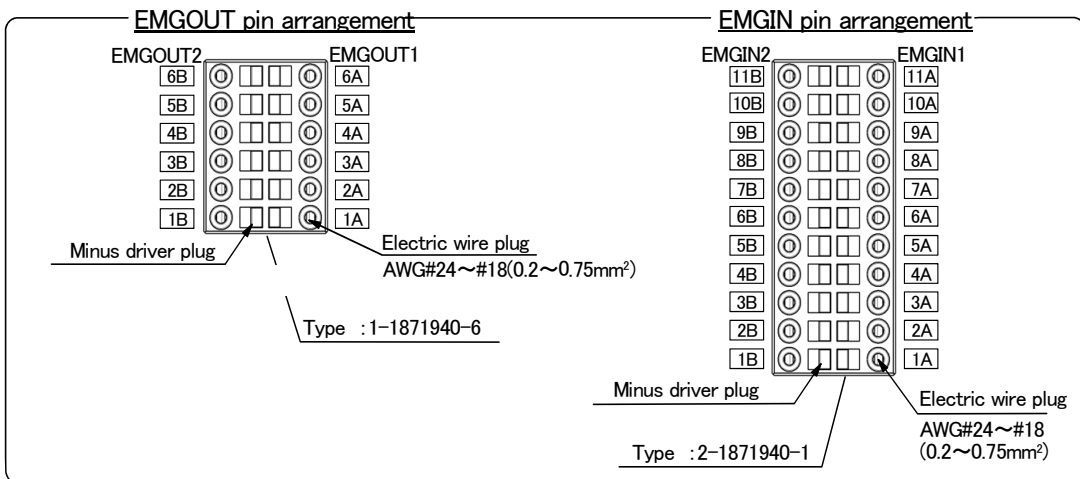 EMGOUT pin arrangement
EMGOUT2 EMGOUT1
6B 6A
5B 5A
4B 4A
3B 3A
2B 2A
1B 1A
Minus driver plug
Electric wire plug
AWG#24～#18(0.2～0.75mm²)
Type :1-1871940-6
EMGIN pin arrangement
EMGIN2 EMGIN1
11B 11A
10B 10A
9B 9A
8B 8A
7B 7A
6B 6A
5B 5A
4B 4A
3B 3A
2B 2A
1B 1A
Minus driver plug
Electric wire plug
AWG#24～#18
(0.2～0.75mm²)
Type :2-1871940-1